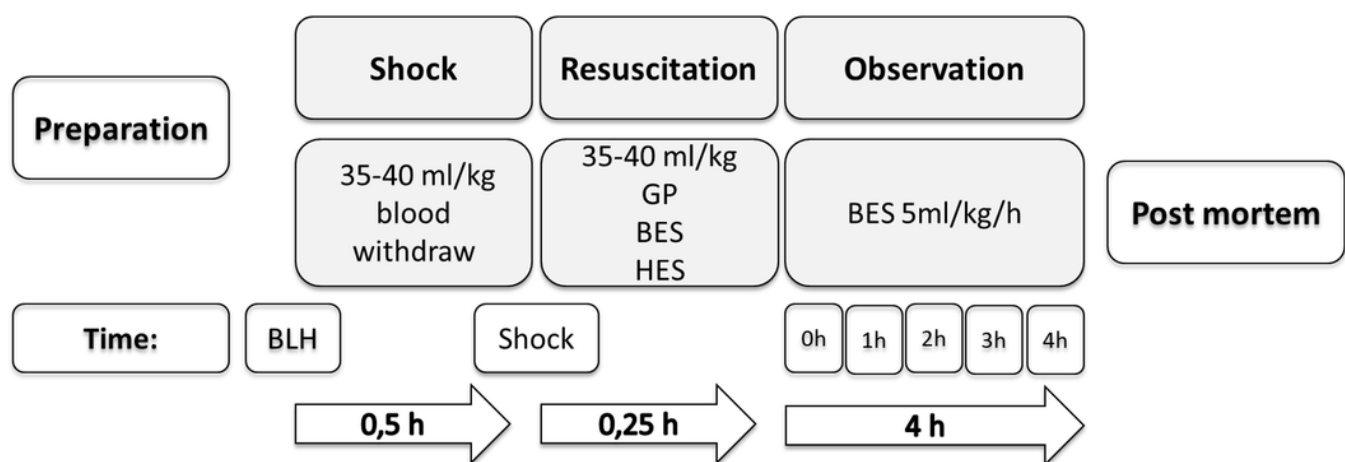 Preparation
Shock
Resuscitation
Observation
35-40 ml/kg
blood
withdraw
35-40 ml/kg
GP
BES
HES
BES 5ml/kg/h
Post mortem
Time:
BLH
Shock
0h
1h
2h
3h
4h
0,5 h
0,25 h
4 h